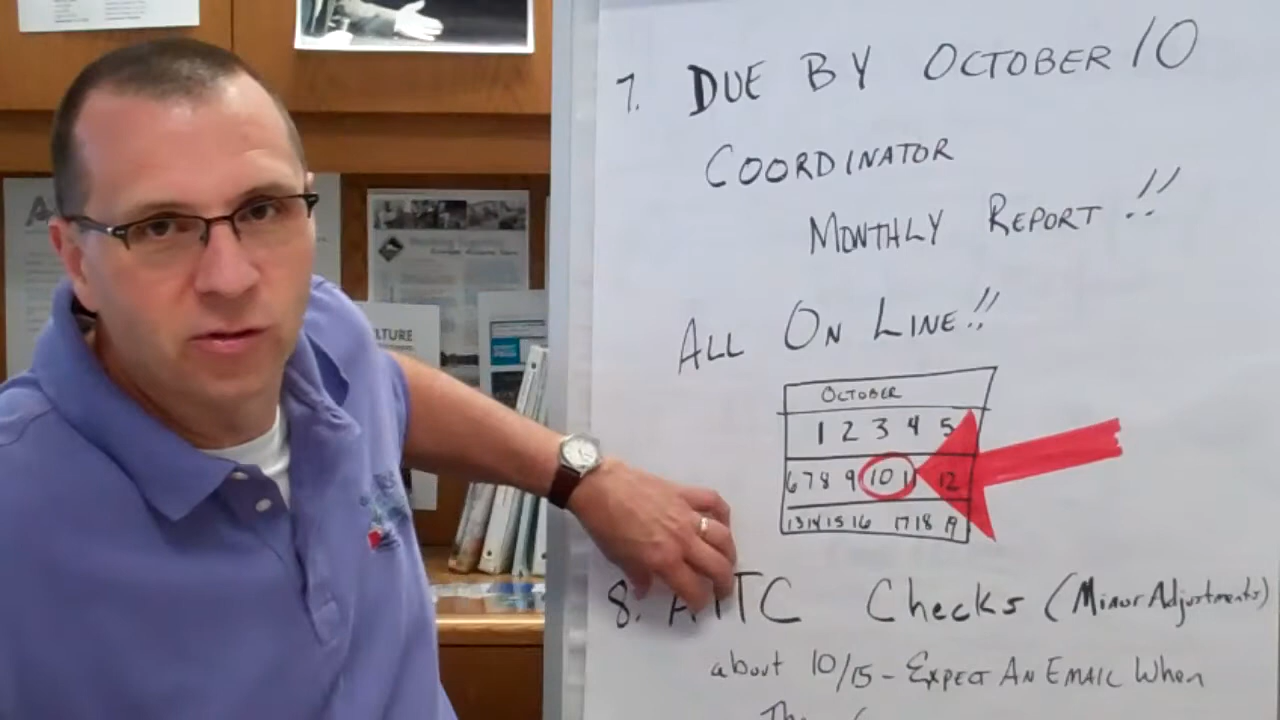 7. DUE BY OCTOBER 10
COORDINATOR
MONTHLY REPORT!!
ALL ON LINE!!
OCTOBER
1 2 3 4 5
6 7 8 9 10 11 12
13 14 15 16 17 18 19
8. AITC Checks (Minor Adjustments)
about 10/15 - EXPECT AN EMAIL WHEN
LTURE